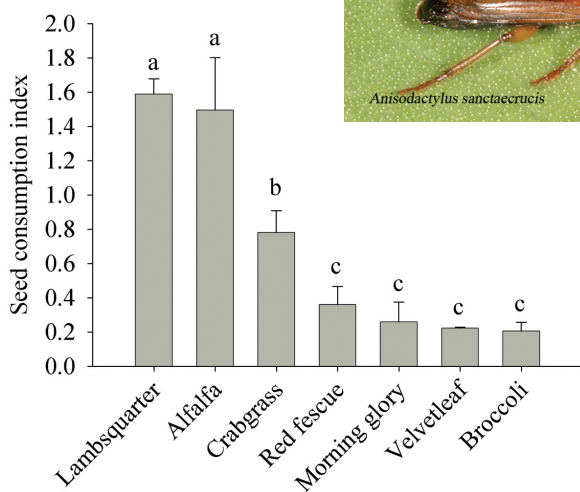 Anisodactylus sanctaecrucis
Seed consumption index
2.0
1.8
1.6
1.4
1.2
1.0
0.8
0.6
0.4
0.2
0.0
a
a
b
c
c
c
c
Lambsquarter
Alfalfa
Crabgrass
Red fescue
Morning glory
Velvetleaf
Broccoli